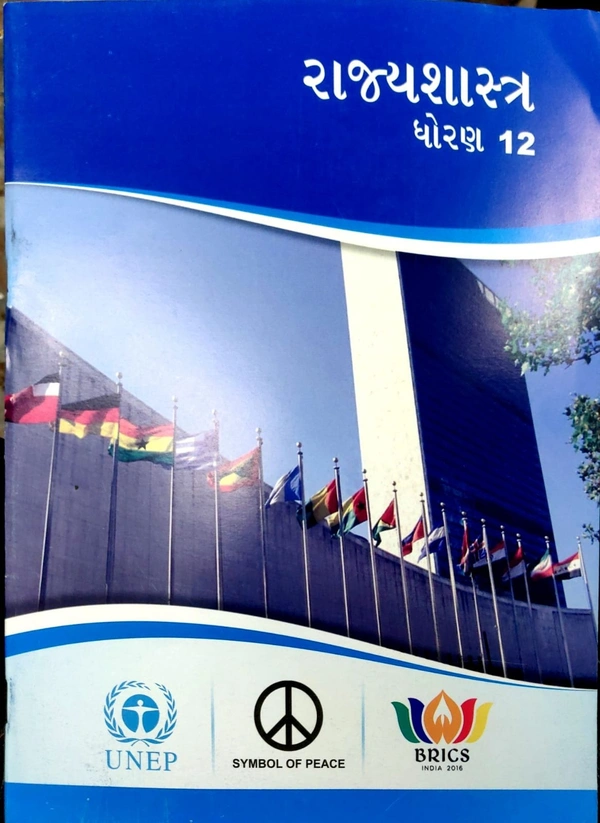 રાજ્યશાસ્ત્ર
ધોરણ 12
UNEP
SYMBOL OF PEACE
BRICS
INDIA 2016